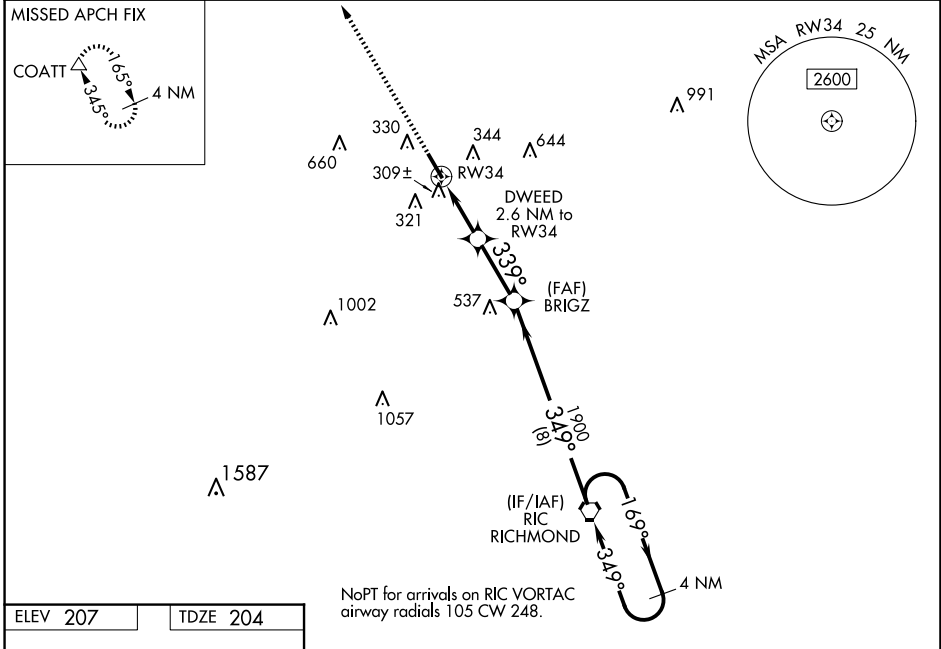 MISSED APCH FIX
COATT
165°
345°
4 NM
MSA RW34 25 NM
2600
991
330
344
644
660
309±
RW34
321
DWEED
2.6 NM to
RW34
339°
(FAF)
BRIGZ
537
1002
1057
1900
349°
(8)
1587
(IF/IAF)
RIC
RICHMOND
169°
349°
4 NM
NoPT for arrivals on RIC VORTAC
airway radials 105 CW 248.
ELEV 207
TDZE 204